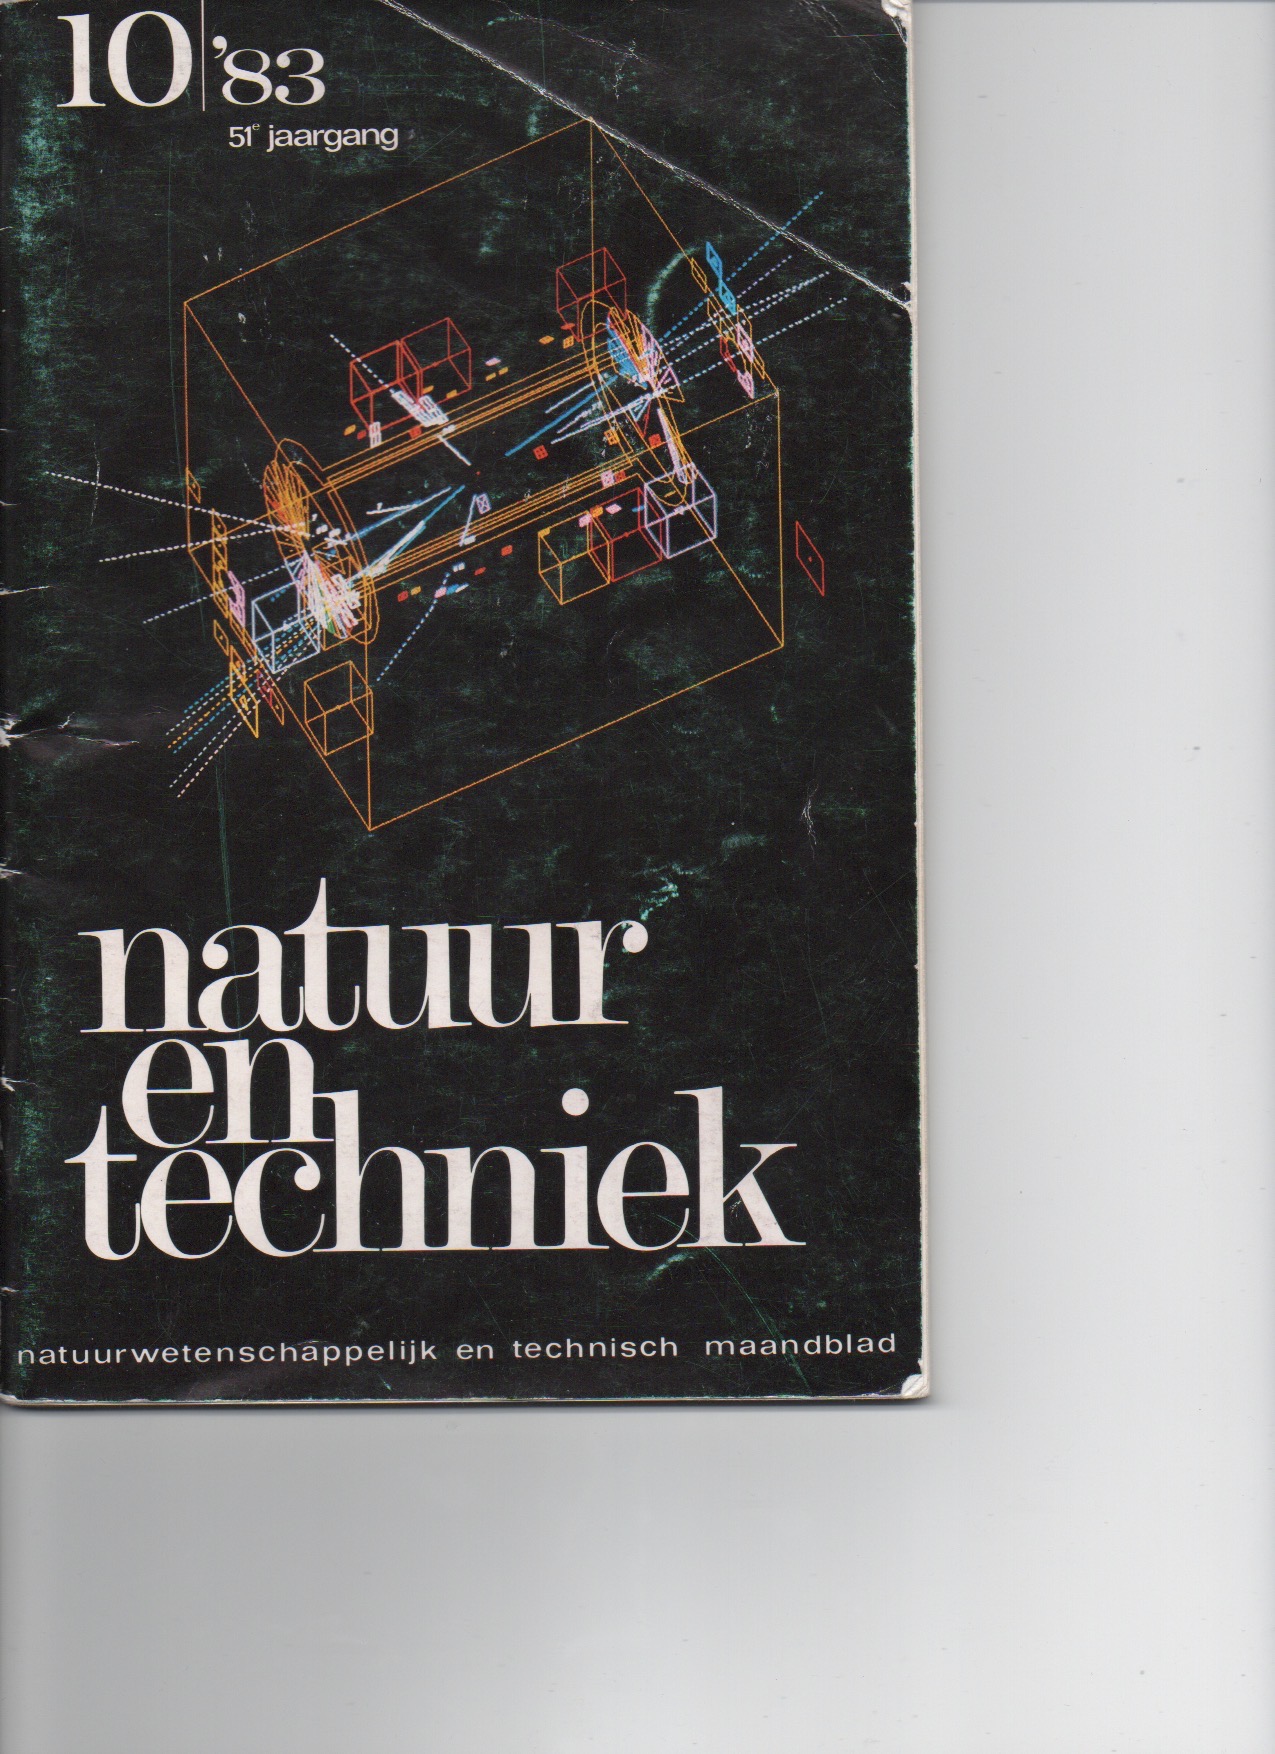 10 '83
51e jaargang
natuur
en
techniek
natuurwetenschappelijk en technisch maandblad